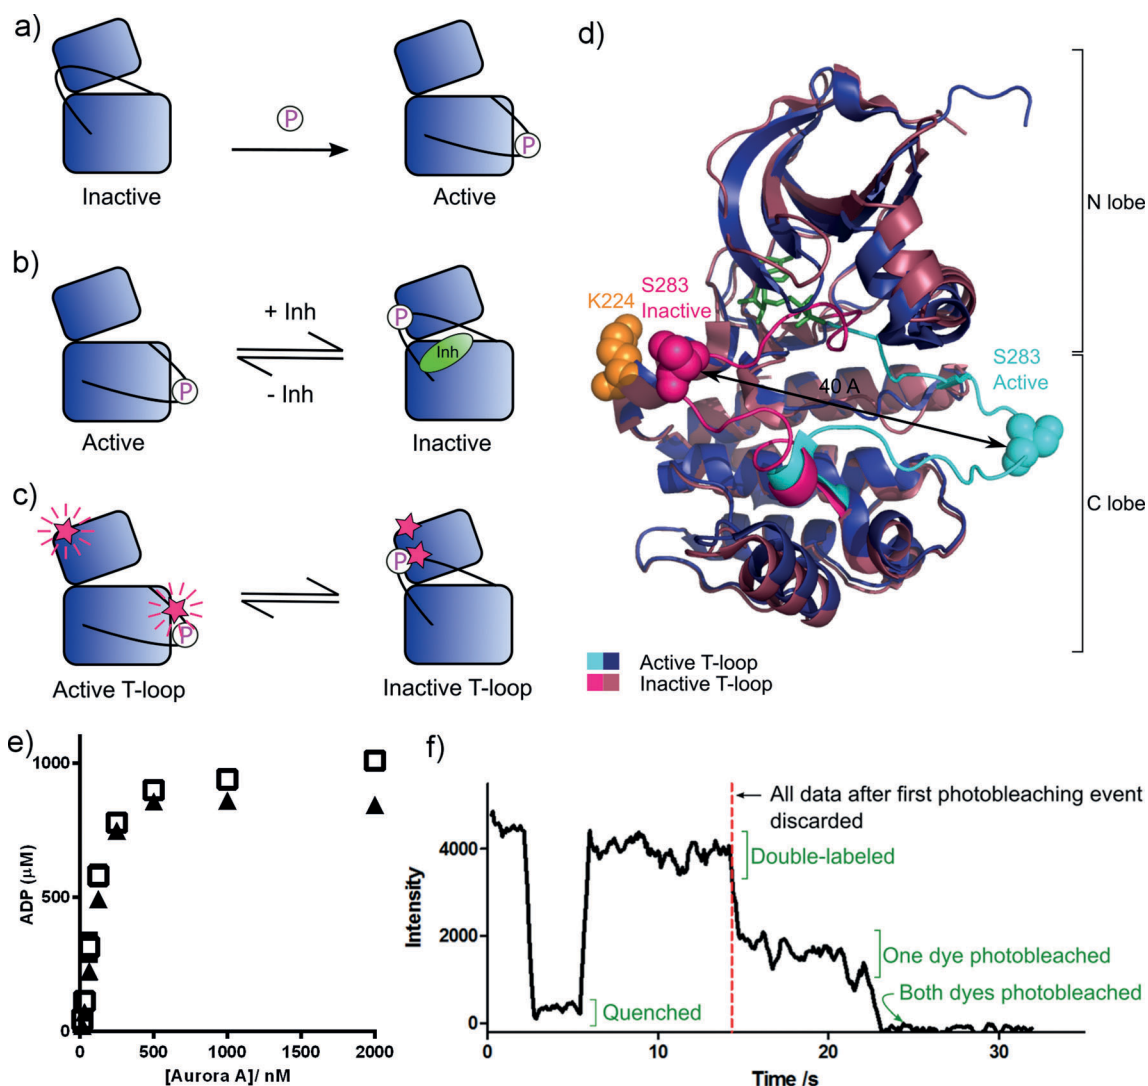 a)
P
P
Inactive
Active
b)
+ Inh
- Inh
P
P
Inh
Active
Inactive
c)
P
P
Active T-loop
Inactive T-loop
d)
N lobe
S283
Inactive
K224
S283
Active
40 A
C lobe
Active T-loop
Inactive T-loop
e)
ADP (µM)
1000
500
0
0
500
1000
1500
2000
[Aurora A]/ nM
f)
All data after first photobleaching event
discarded
Double-labeled
One dye photobleached
Both dyes photobleached
Quenched
Intensity
4000
2000
0
0
10
20
30
Time /s